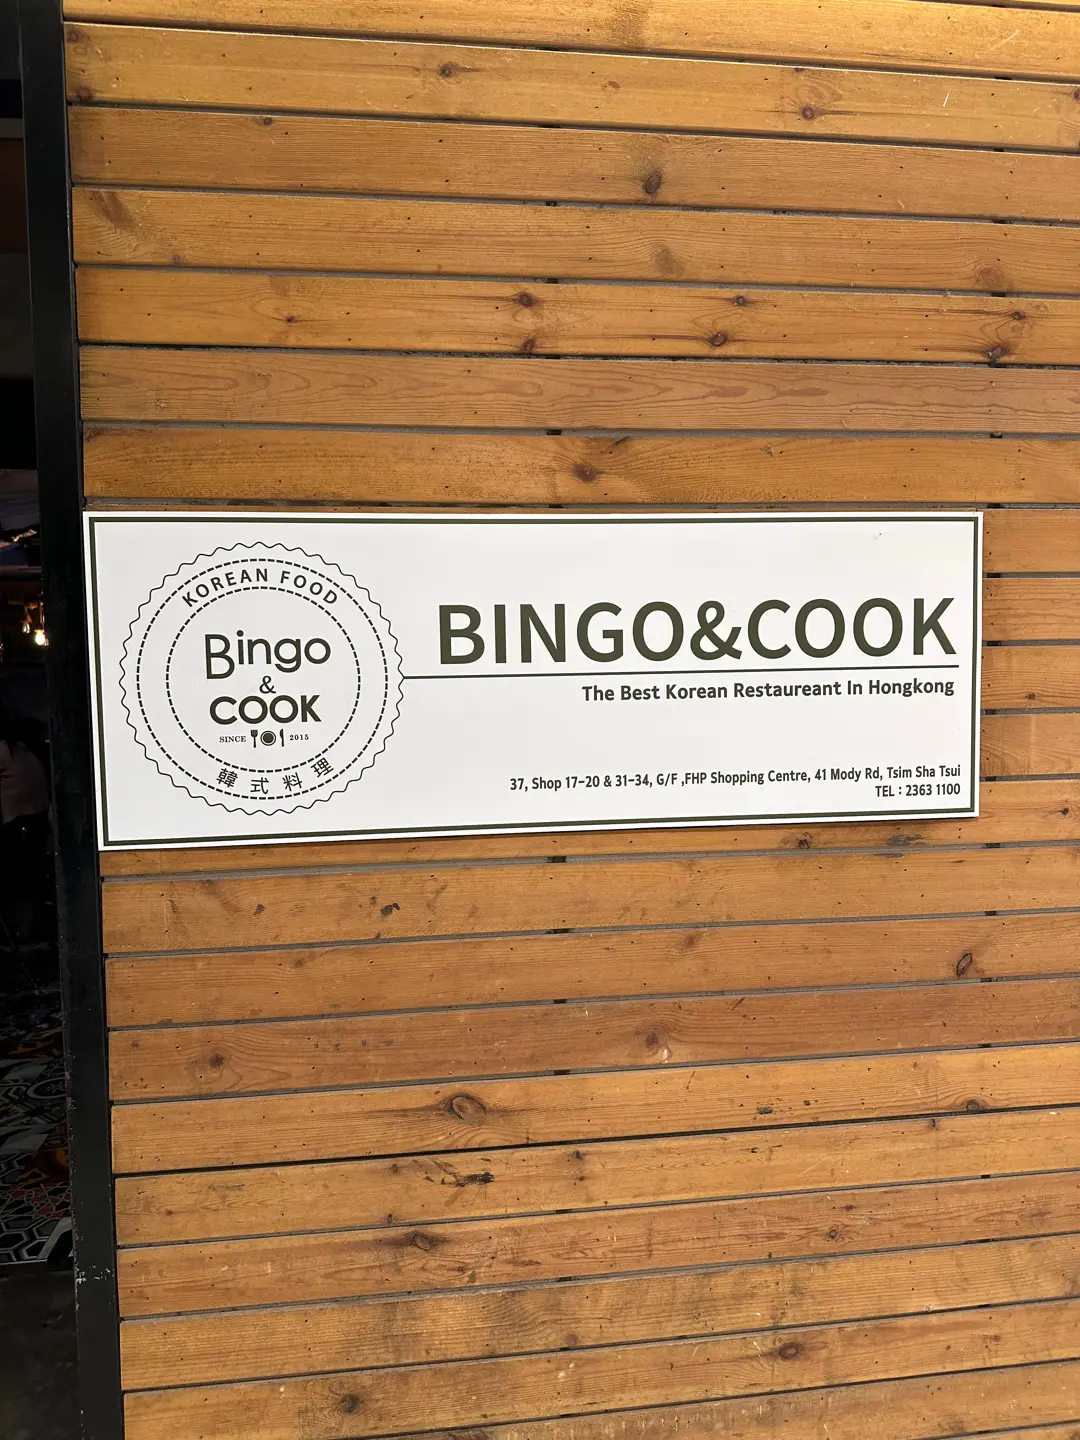 KOREAN FOOD
Bingo
&
COOK
SINCE 2015
韓式料理
BINGO&COOK
The Best Korean Restaureant In Hongkong
37, Shop 17-20 & 31-34, G/F ,FHP Shopping Centre, 41 Mody Rd, Tsim Sha Tsui
TEL : 2363 1100